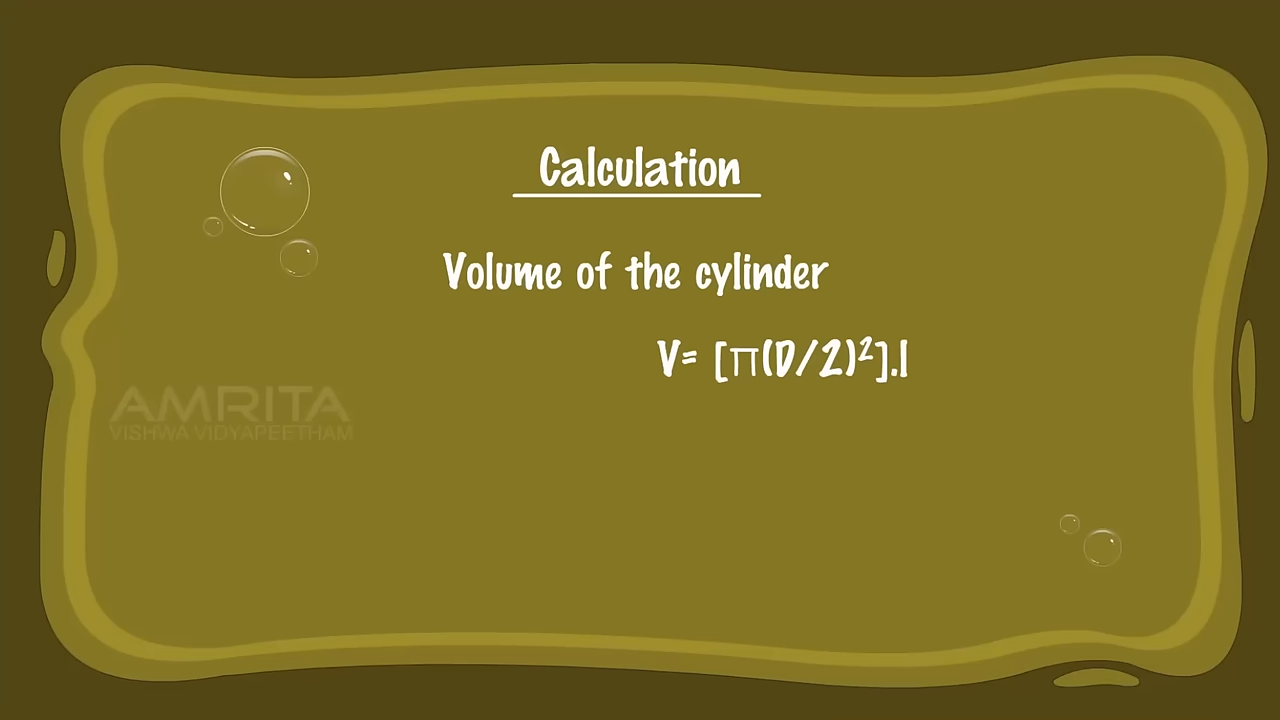 Calculation
Volume of the cylinder
V= [π(D/2)²].l
AMRITA
VISHWA VIDYAPEETHAM